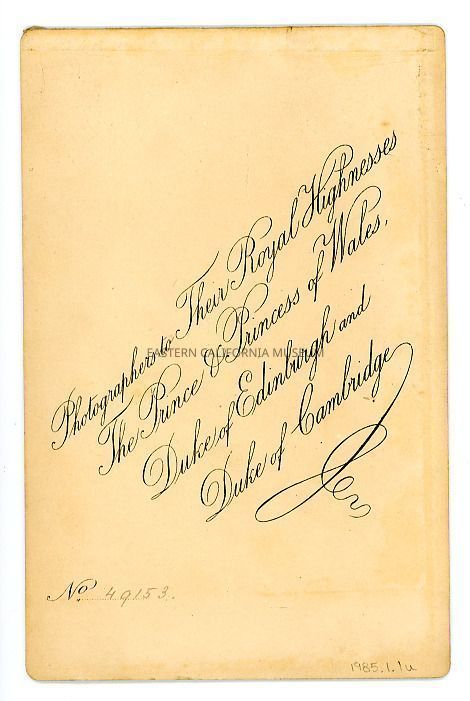 Photographers to Their Royal Highnesses
The Prince & Princess of Wales,
Duke of Edinburgh and
Duke of Cambridge
EASTERN CALIFORNIA MUSEUM
No. 49153.
1985.1.1u